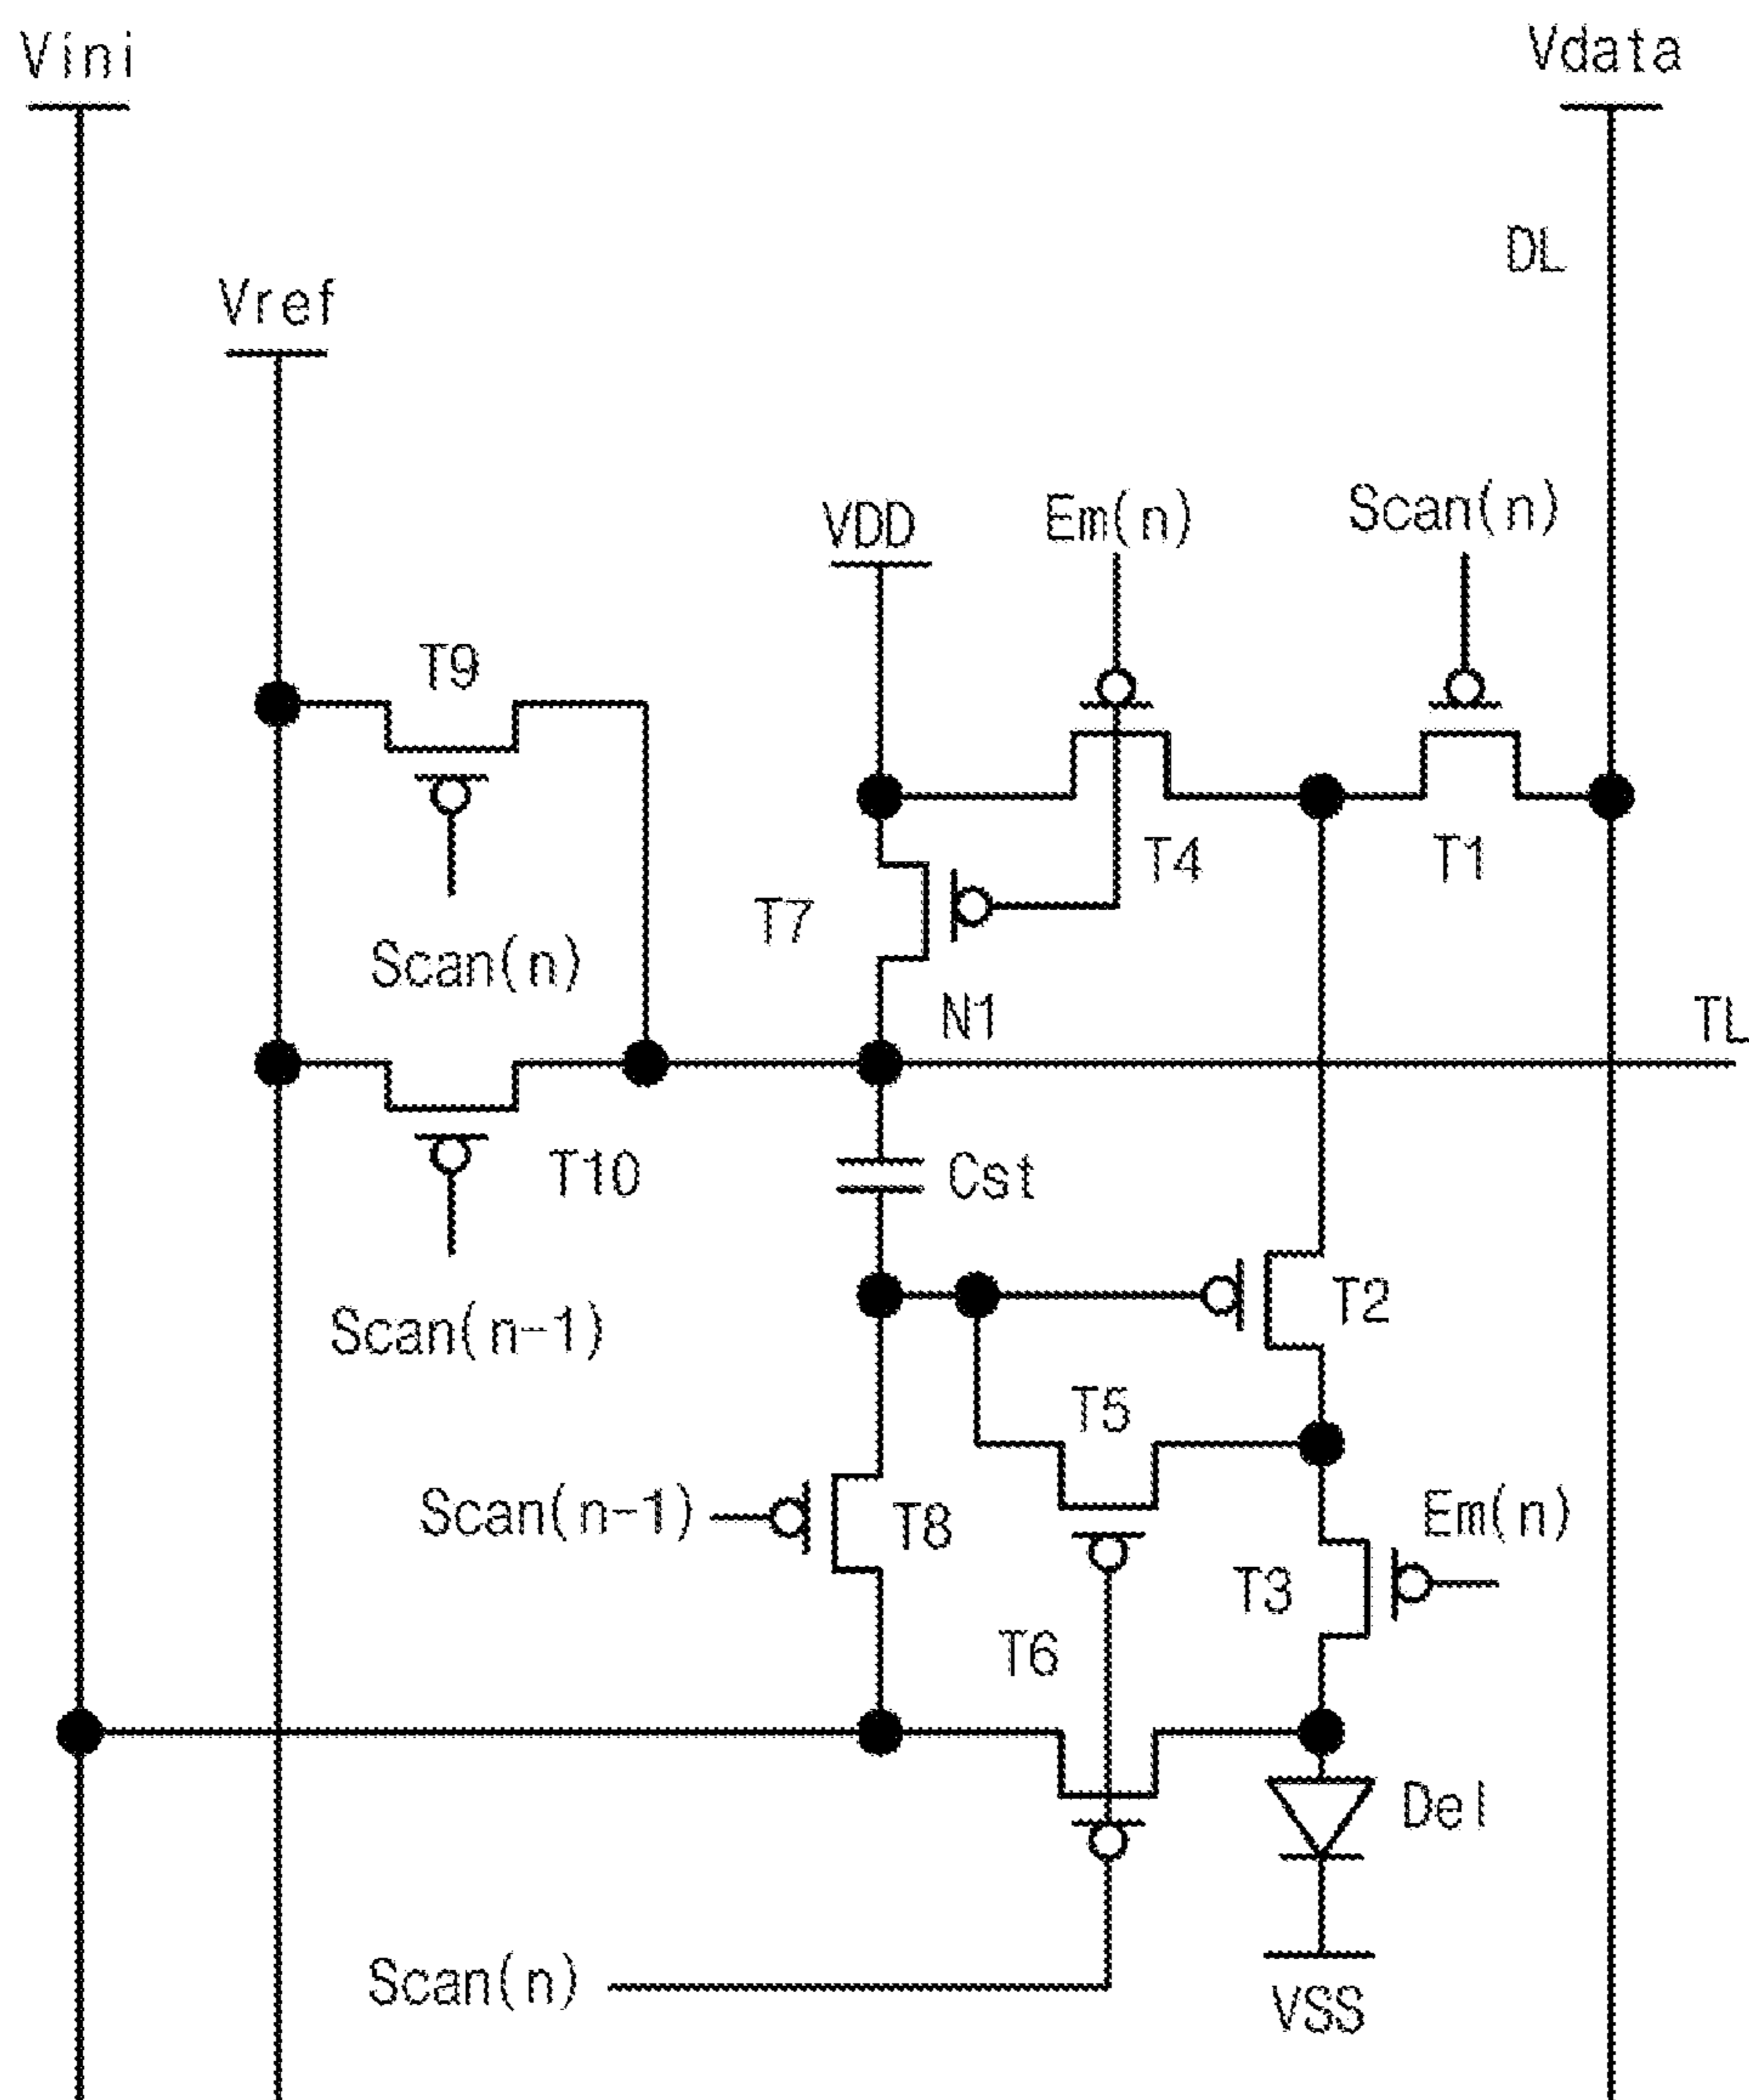 Vini
Vdata
DL
Vref
VDD
Em(n)
Scan(n)
T9
T4
T1
T7
Scan(n)
N1
TL
T10
Cst
Scan(n-1)
T2
T5
Scan(n-1)
T8
Em(n)
T3
T6
Del
Scan(n)
VSS